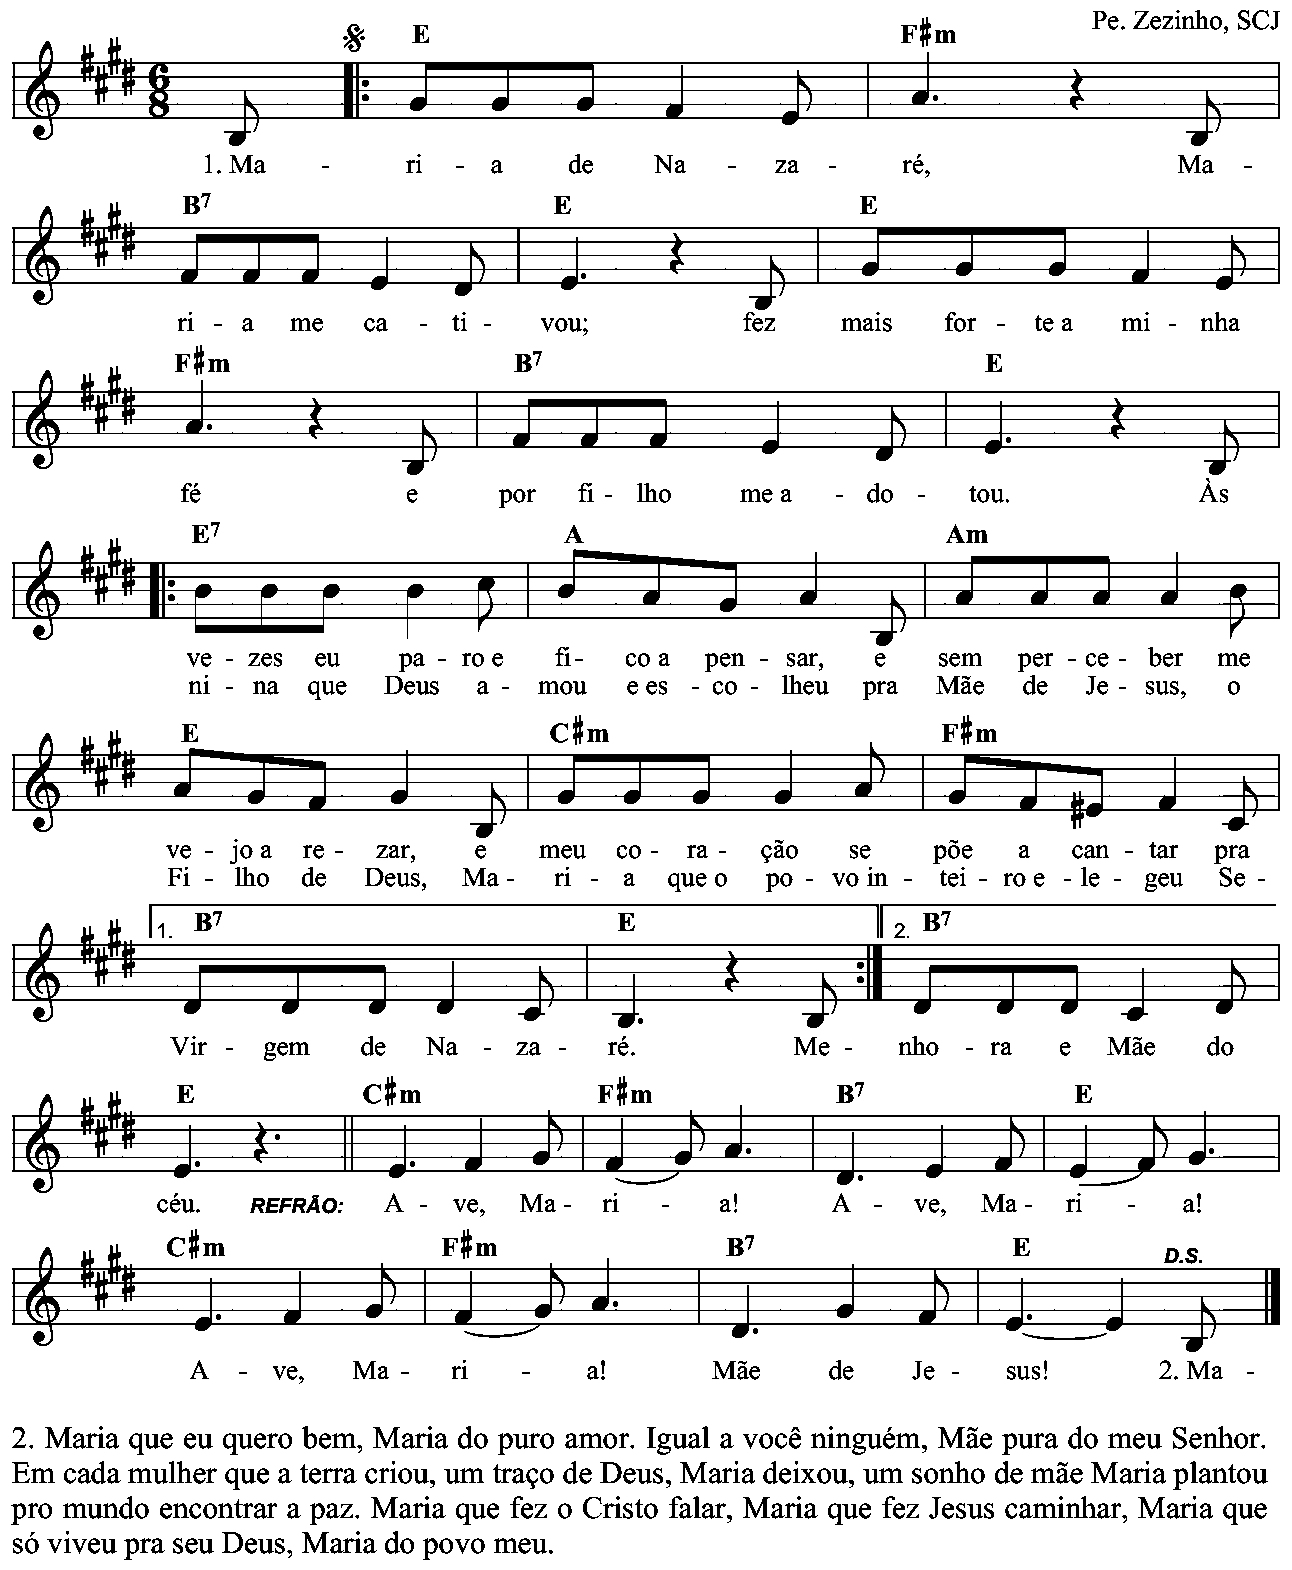 Pe. Zezinho, SCJ
E F♯m
6/8
1. Ma - ri - a de Na - za - ré, Ma -
B7 E E
ri - a me ca - ti - vou; fez mais for - te a mi - nha
F♯m B7 E
fé e por fi - lho me a - do - tou. Às
E7 A Am
ve - zes eu pa - ro e fi - co a pen - sar, e sem per - ce - ber me
ni - na que Deus a - mou e es - co - lheu pra Mãe de Je - sus, o
E C♯m F♯m
ve - jo a re - zar, e meu co - ra - ção se põe a can - tar pra
Fi - lho de Deus, Ma - ri - a que o po - vo in - tei - ro e - le - geu Se -
1. B7 E 2. B7
Vir - gem de Na - za - ré. Me - nho - ra e Mãe do
E C♯m F♯m B7 E
céu. REFRÃO: A - ve, Ma - ri - a! A - ve, Ma - ri - a!
C♯m F♯m B7 E D.S.
A - ve, Ma - ri - a! Mãe de Je - sus! 2. Ma -
2. Maria que eu quero bem, Maria do puro amor. Igual a você ninguém, Mãe pura do meu Senhor.
Em cada mulher que a terra criou, um traço de Deus, Maria deixou, um sonho de mãe Maria plantou
pro mundo encontrar a paz. Maria que fez o Cristo falar, Maria que fez Jesus caminhar, Maria que
só viveu pra seu Deus, Maria do povo meu.